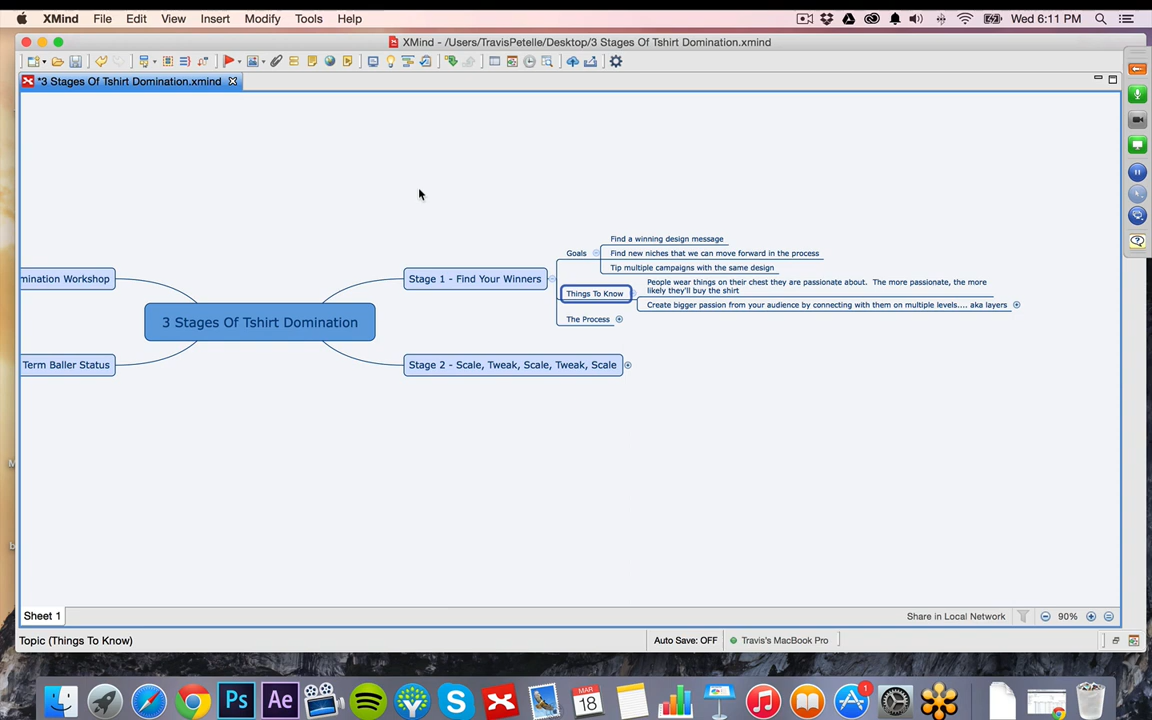 XMind File Edit View Insert Modify Tools Help Wed 6:11 PM
XMind - /Users/TravisPetelle/Desktop/3 Stages Of Tshirt Domination.xmind
*3 Stages Of Tshirt Domination.xmind
Find a winning design message
Goals
Find new niches that we can move forward in the process
Tip multiple campaigns with the same design
mination Workshop
Stage 1 - Find Your Winners
People wear things on their chest they are passionate about. The more passionate, the more
likely they'll buy the shirt
Things To Know
Create bigger passion from your audience by connecting with them on multiple levels.... aka layers
The Process
3 Stages Of Tshirt Domination
Term Baller Status
Stage 2 - Scale, Tweak, Scale, Tweak, Scale
Sheet 1
Share in Local Network
90%
Topic (Things To Know)
Auto Save: OFF
Travis's MacBook Pro
Ps
Ae
MAR
18
1